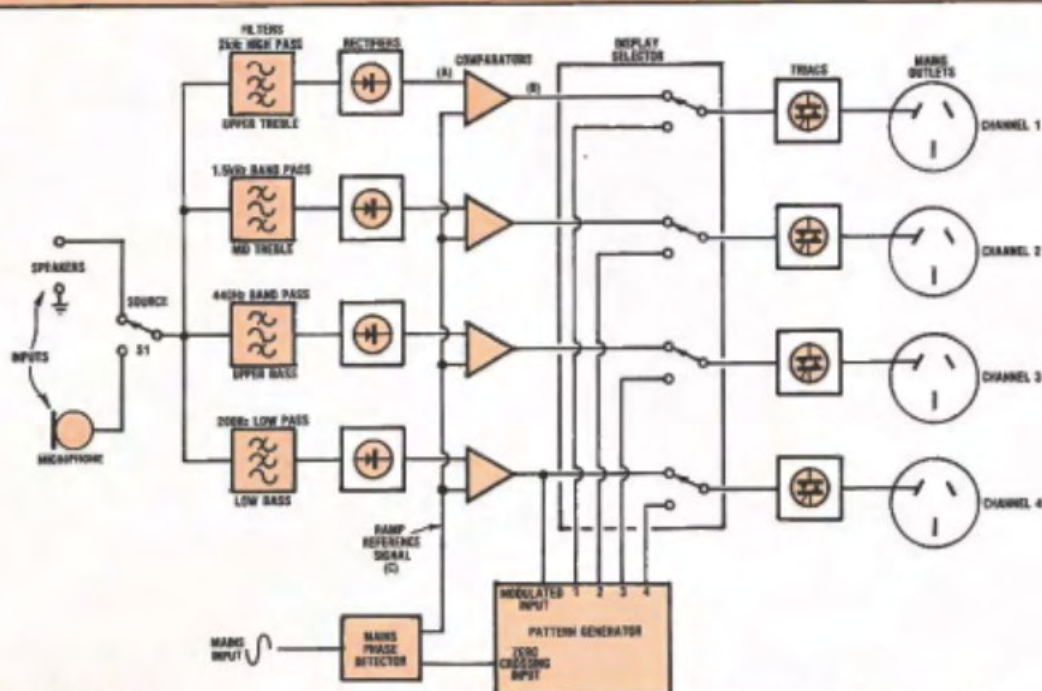 FILTERS
2kHz HIGH PASS
RECTIFIERS
COMPARATORS
DISPLAY
SELECTOR
TRIACS
MAINS
OUTLETS
(A)
(B)
UPPER TREBLE
CHANNEL 1
1.5kHz BAND PASS
MID TREBLE
CHANNEL 2
SPEAKERS
SOURCE
S1
INPUTS
MICROPHONE
440Hz BAND PASS
UPPER BASS
CHANNEL 3
200Hz LOW PASS
LOW BASS
CHANNEL 4
RAMP
REFERENCE
SIGNAL
(C)
MODULATED
INPUT
1 2 3 4
PATTERN GENERATOR
ZERO
CROSSING
INPUT
MAINS
INPUT
MAINS
PHASE
DETECTOR